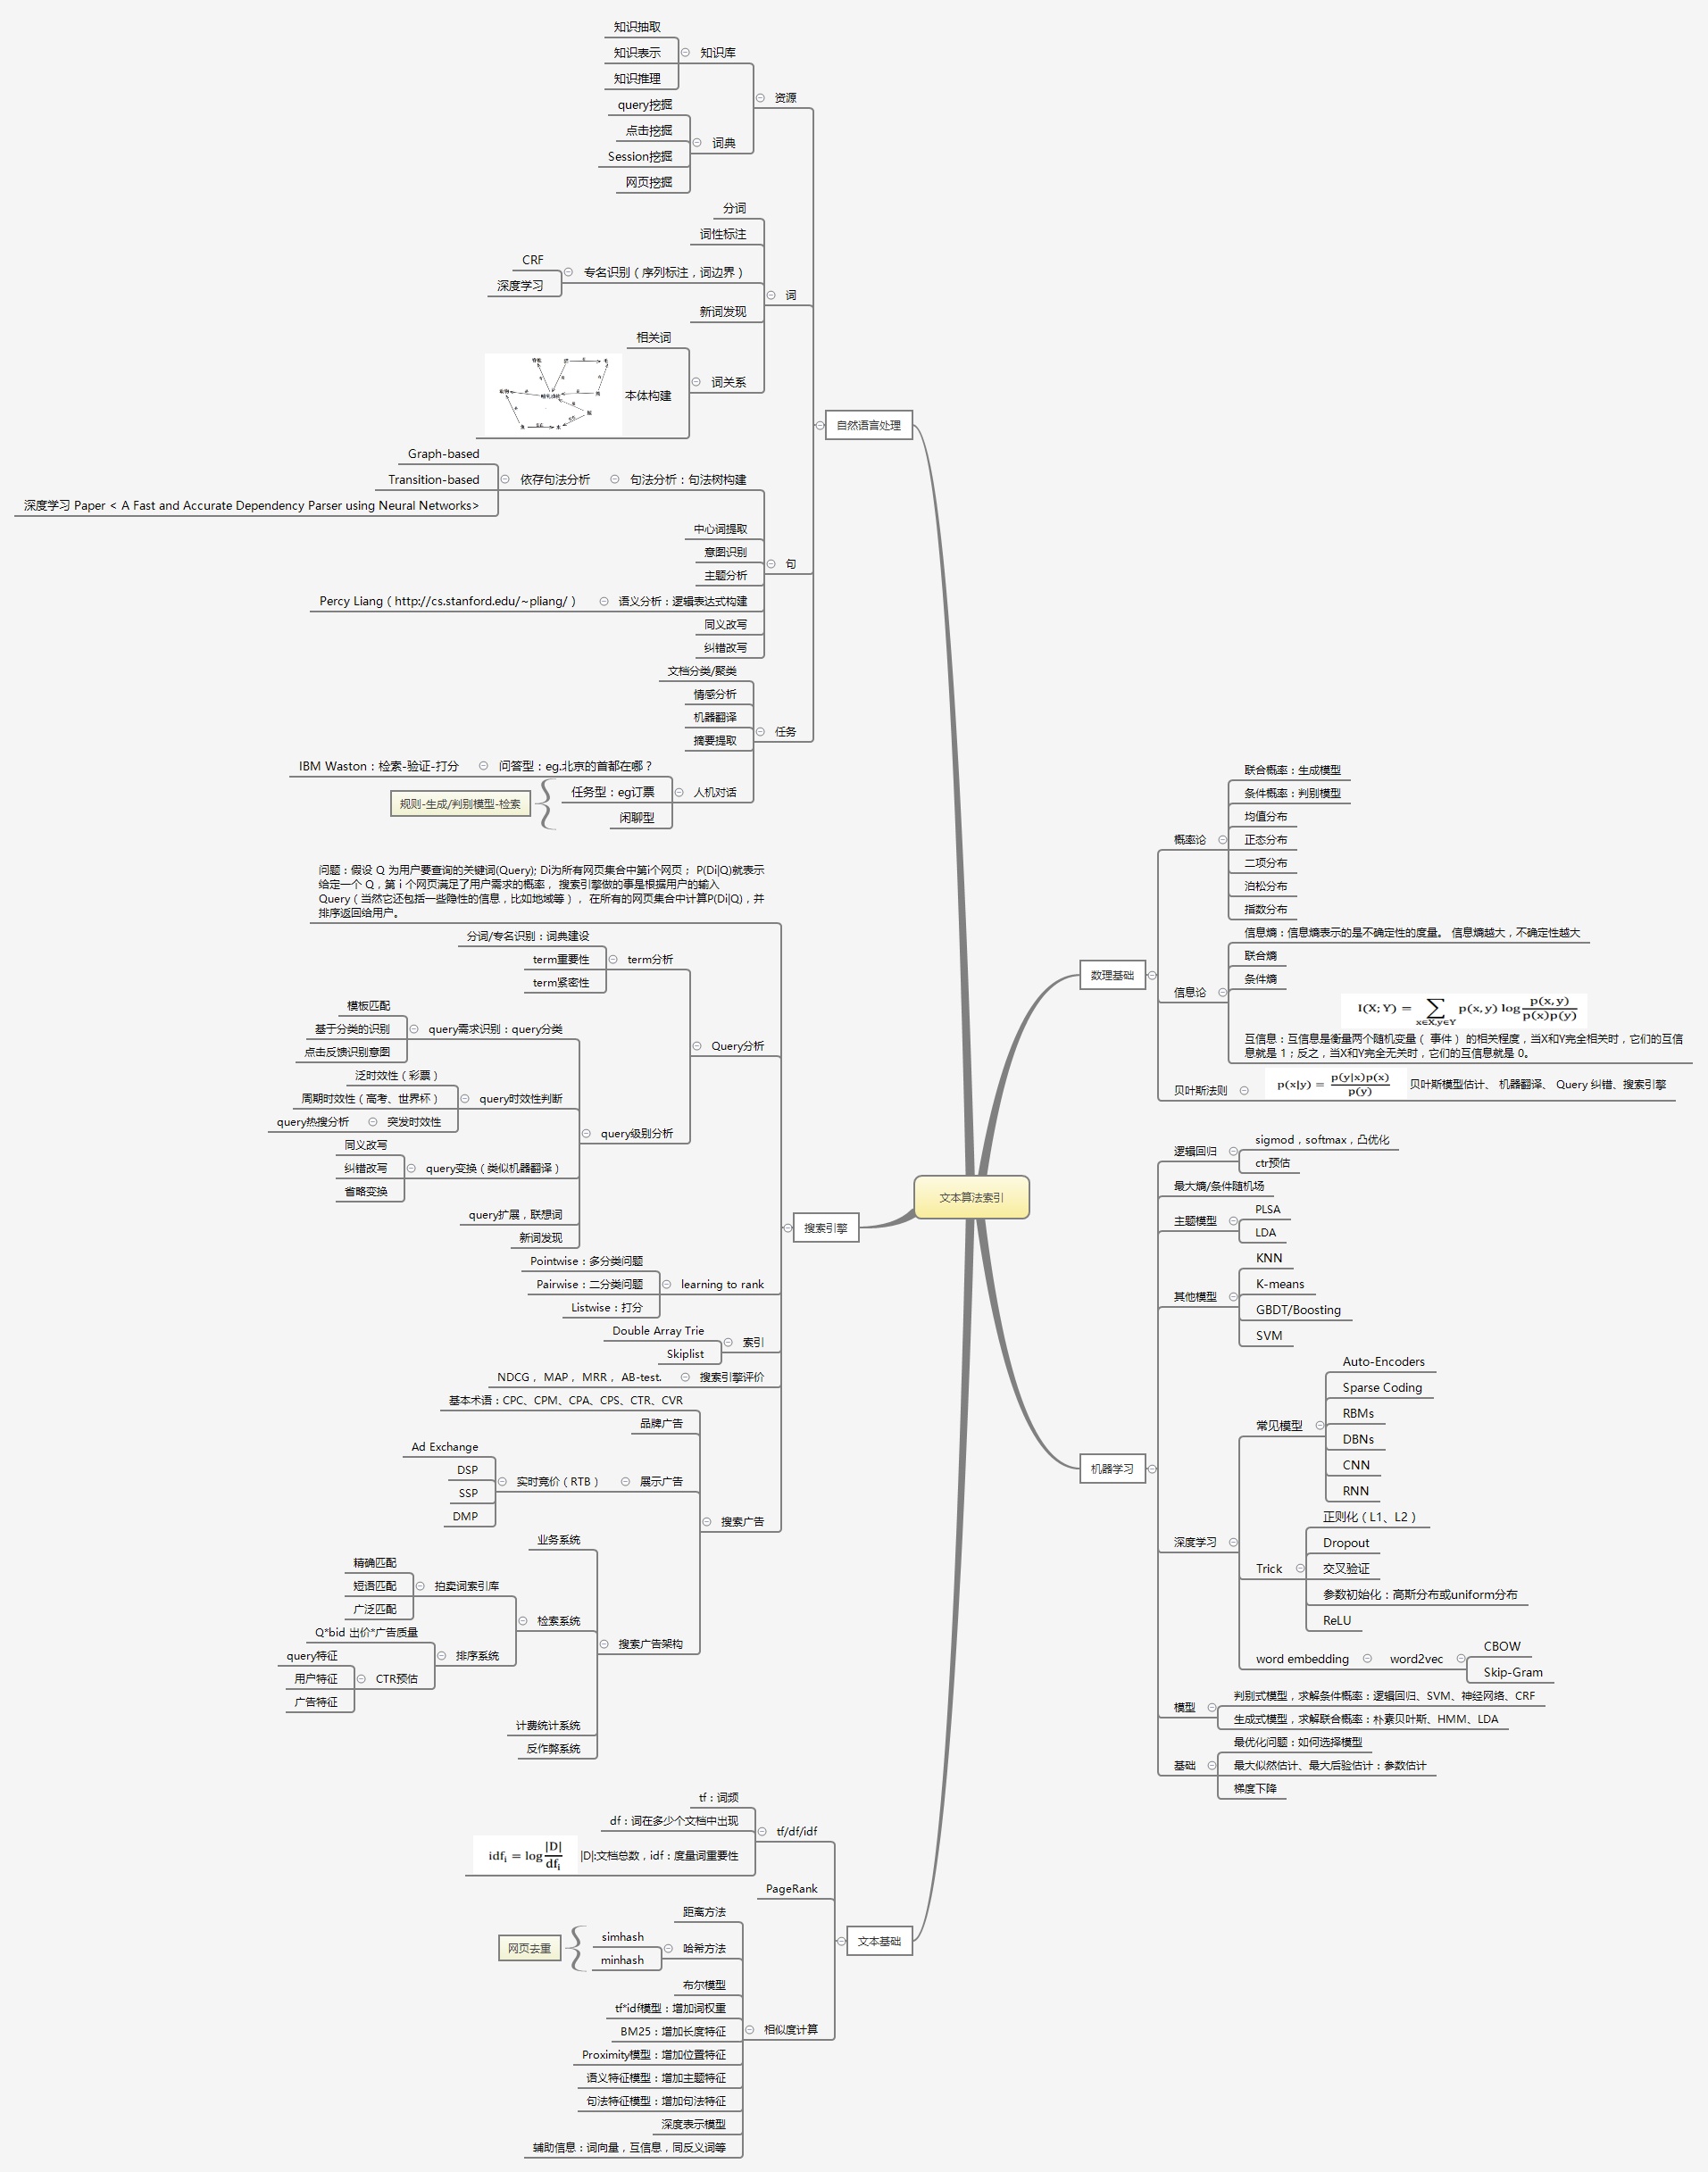 文本算法索引
自然语言处理
资源
知识库
知识抽取
知识表示
知识推理
词典
query挖掘
点击挖掘
Session挖掘
网页挖掘
词
分词
词性标注
专名识别（序列标注，词边界）
CRF
深度学习
新词发现
词关系
相关词
本体构建
句
句法分析：句法树构建
依存句法分析
Graph-based
Transition-based
深度学习 Paper < A Fast and Accurate Dependency Parser using Neural Networks>
中心词提取
意图识别
主题分析
语义分析：逻辑表达式构建
Percy Liang（http://cs.stanford.edu/~pliang/）
同义改写
纠错改写
任务
文档分类/聚类
情感分析
机器翻译
摘要提取
人机对话
问答型：eg.北京的首都在哪？
IBM Waston：检索-验证-打分
任务型：eg订票
闲聊型
规则-生成/判别模型-检索
搜索引擎
问题：假设 Q 为用户要查询的关键词(Query); Di为所有网页集合中第i个网页； P(Di|Q)就表示
给定一个 Q，第 i 个网页满足了用户需求的概率， 搜索引擎做的事是根据用户的输入
Query（当然它还包括一些隐性的信息，比如地域等）， 在所有的网页集合中计算P(Di|Q)，并
排序返回给用户。
Query分析
term分析
分词/专名识别：词典建设
term重要性
term紧密性
query级别分析
query需求识别：query分类
模板匹配
基于分类的识别
点击反馈识别意图
query时效性判断
泛时效性（彩票）
周期时效性（高考、世界杯）
突发时效性
query热搜分析
query变换（类似机器翻译）
同义改写
纠错改写
省略变换
query扩展，联想词
新词发现
learning to rank
Pointwise：多分类问题
Pairwise：二分类问题
Listwise：打分
索引
Double Array Trie
Skiplist
搜索引擎评价
NDCG， MAP， MRR， AB-test.
搜索广告
基本术语：CPC、CPM、CPA、CPS、CTR、CVR
品牌广告
展示广告
实时竞价（RTB）
Ad Exchange
DSP
SSP
DMP
搜索广告架构
业务系统
检索系统
拍卖词索引库
精确匹配
短语匹配
广泛匹配
排序系统
Q*bid 出价*广告质量
CTR预估
query特征
用户特征
广告特征
计费统计系统
反作弊系统
文本基础
tf/df/idf
tf：词频
df：词在多少个文档中出现
idfᵢ = log |D|/dfᵢ |D|:文档总数，idf：度量词重要性
PageRank
相似度计算
距离方法
哈希方法
simhash
minhash
网页去重
布尔模型
tf*idf模型：增加词权重
BM25：增加长度特征
Proximity模型：增加位置特征
语义特征模型：增加主题特征
句法特征模型：增加句法特征
深度表示模型
辅助信息：词向量，互信息，同反义词等
数理基础
概率论
联合概率：生成模型
条件概率：判别模型
均值分布
正态分布
二项分布
泊松分布
指数分布
信息论
信息熵：信息熵表示的是不确定性的度量。 信息熵越大，不确定性越大
联合熵
条件熵
I(X; Y) = ∑ x∈X,y∈Y p(x, y) log p(x, y)/p(x)p(y)
互信息：互信息是衡量两个随机变量（ 事件） 的相关程度，当X和Y完全相关时，它们的互信
息就是 1；反之，当X和Y完全无关时，它们的互信息就是 0。
贝叶斯法则
p(x|y) = p(y|x)p(x)/p(y) 贝叶斯模型估计、 机器翻译、 Query 纠错、搜索引擎
机器学习
逻辑回归
sigmod，softmax，凸优化
ctr预估
最大熵/条件随机场
主题模型
PLSA
LDA
其他模型
KNN
K-means
GBDT/Boosting
SVM
深度学习
常见模型
Auto-Encoders
Sparse Coding
RBMs
DBNs
CNN
RNN
Trick
正则化（L1、L2）
Dropout
交叉验证
参数初始化：高斯分布或uniform分布
ReLU
word embedding
word2vec
CBOW
Skip-Gram
模型
判别式模型，求解条件概率：逻辑回归、SVM、神经网络、CRF
生成式模型，求解联合概率：朴素贝叶斯、HMM、LDA
基础
最优化问题：如何选择模型
最大似然估计、最大后验估计：参数估计
梯度下降